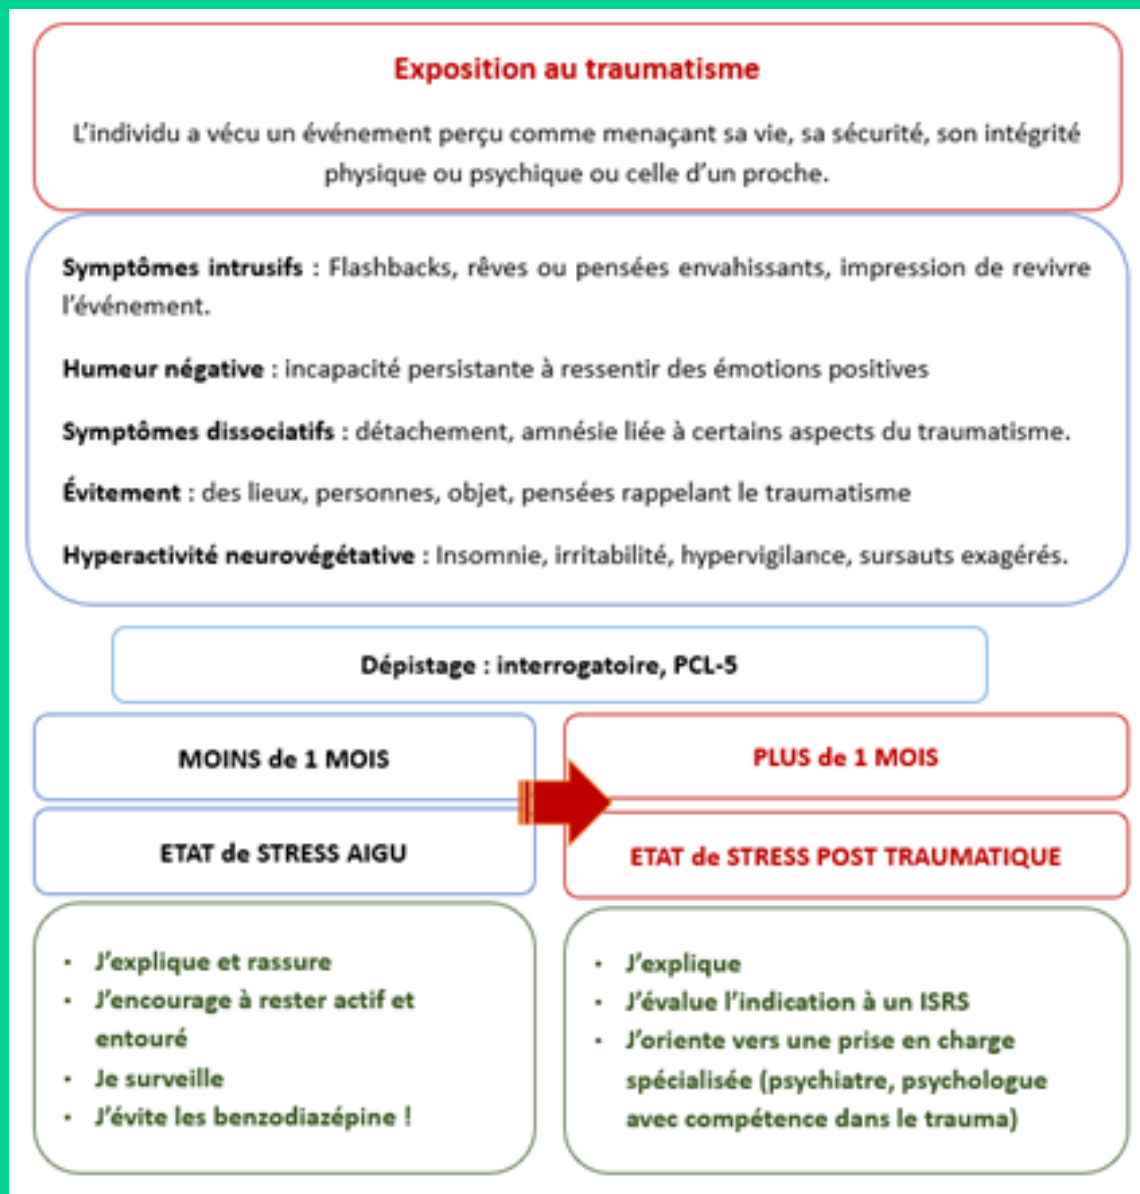 Exposition au traumatisme
L'individu a vécu un événement perçu comme menaçant sa vie, sa sécurité, son intégrité
physique ou psychique ou celle d'un proche.
Symptômes intrusifs : Flashbacks, rêves ou pensées envahissants, impression de revivre
l'événement.
Humeur négative : incapacité persistante à ressentir des émotions positives
Symptômes dissociatifs : détachement, amnésie liée à certains aspects du traumatisme.
Évitement : des lieux, personnes, objet, pensées rappelant le traumatisme
Hyperactivité neurovégétative : Insomnie, irritabilité, hypervigilance, sursauts exagérés.
Dépistage : interrogatoire, PCL-5
MOINS de 1 MOIS
ETAT de STRESS AIGU
• J'explique et rassure
• J'encourage à rester actif et
entouré
• Je surveille
• J'évite les benzodiazépine !
PLUS de 1 MOIS
ETAT de STRESS POST TRAUMATIQUE
• J'explique
• J'évalue l'indication à un ISRS
• J'oriente vers une prise en charge
spécialisée (psychiatre, psychologue
avec compétence dans le trauma)